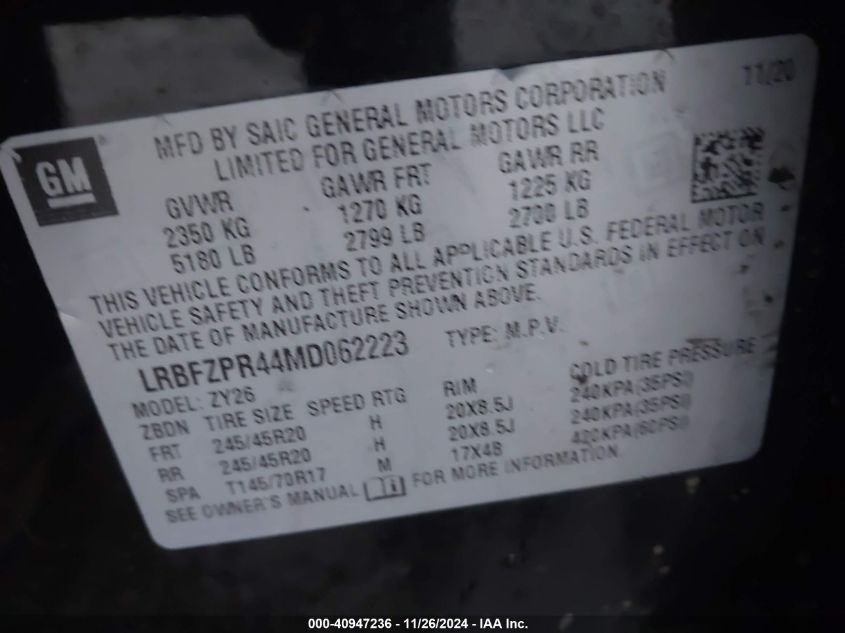 11/20
GM
MFD BY SAIC GENERAL MOTORS CORPORATION
LIMITED FOR GENERAL MOTORS LLC
GVWR GAWR FRT GAWR RR
2350 KG 1270 KG 1225 KG
5180 LB 2799 LB 2700 LB
THIS VEHICLE CONFORMS TO ALL APPLICABLE U.S. FEDERAL MOTOR
VEHICLE SAFETY AND THEFT PREVENTION STANDARDS IN EFFECT ON
THE DATE OF MANUFACTURE SHOWN ABOVE.
LRBFZPR44MD062223 TYPE: M.P.V.
MODEL: ZY26
ZBDN TIRE SIZE SPEED RTG RIM COLD TIRE PRESSURE
FRT 245/45R20 H 20X8.5J 240KPA(35PSI)
RR 245/45R20 H 20X8.5J 240KPA(35PSI)
SPA T145/70R17 M 17X4B 420KPA(60PSI)
SEE OWNER'S MANUAL i FOR MORE INFORMATION.
000-40947236 - 11/26/2024 - IAA Inc.